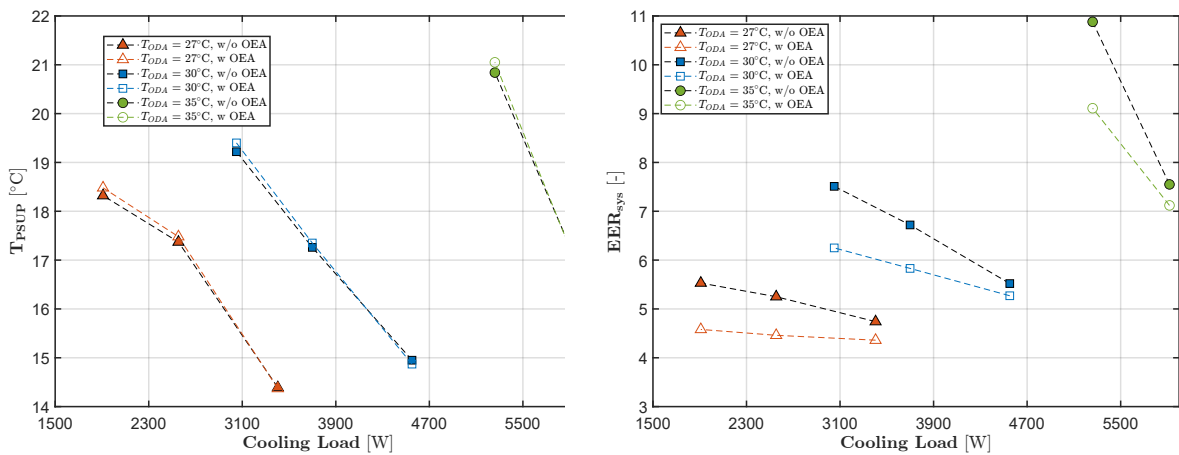 22
21
20
19
18
17
16
15
14
T_PSUP [°C]
T_ODA = 27°C, w/o OEA
T_ODA = 27°C, w OEA
T_ODA = 30°C, w/o OEA
T_ODA = 30°C, w OEA
T_ODA = 35°C, w/o OEA
T_ODA = 35°C, w OEA
1500 2300 3100 3900 4700 5500
Cooling Load [W]
11
10
9
8
7
6
5
4
3
EER_sys [-]
T_ODA = 27°C, w/o OEA
T_ODA = 27°C, w OEA
T_ODA = 30°C, w/o OEA
T_ODA = 30°C, w OEA
T_ODA = 35°C, w/o OEA
T_ODA = 35°C, w OEA
1500 2300 3100 3900 4700 5500
Cooling Load [W]